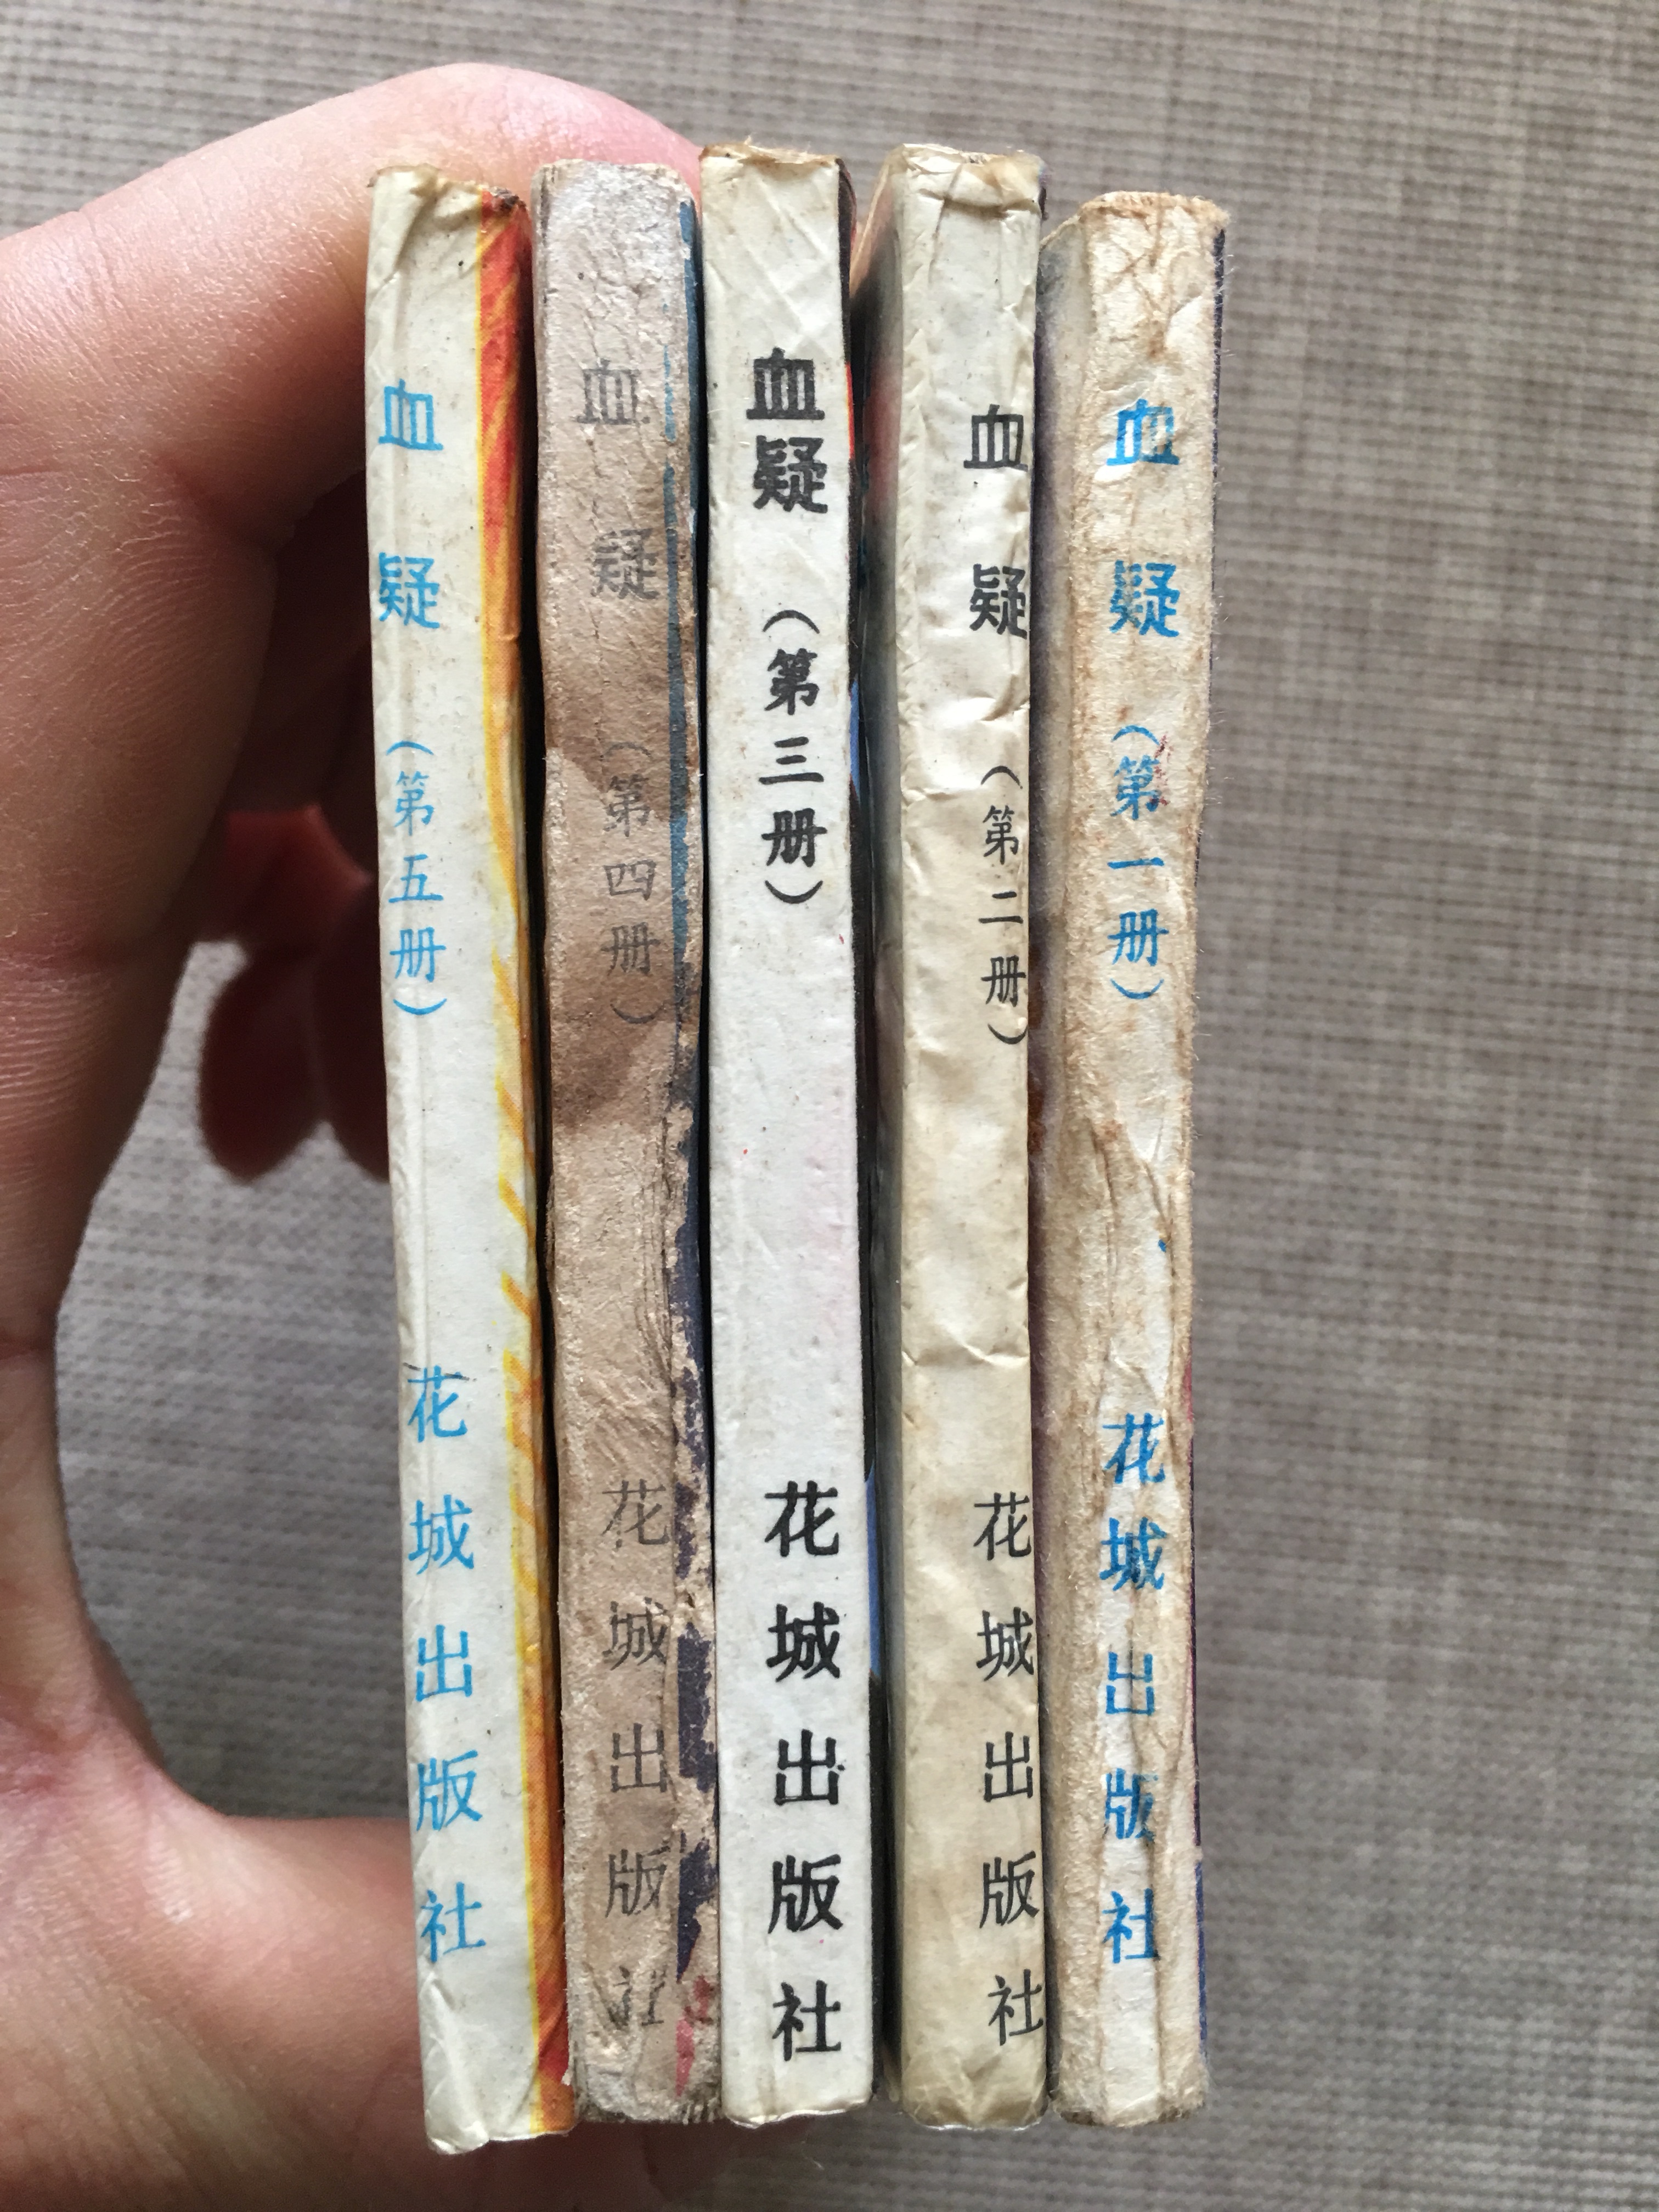 血疑（第五册）花城出版社
血疑（第四册）花城出版社
血疑（第三册）花城出版社
血疑（第二册）花城出版社
血疑（第一册）花城出版社